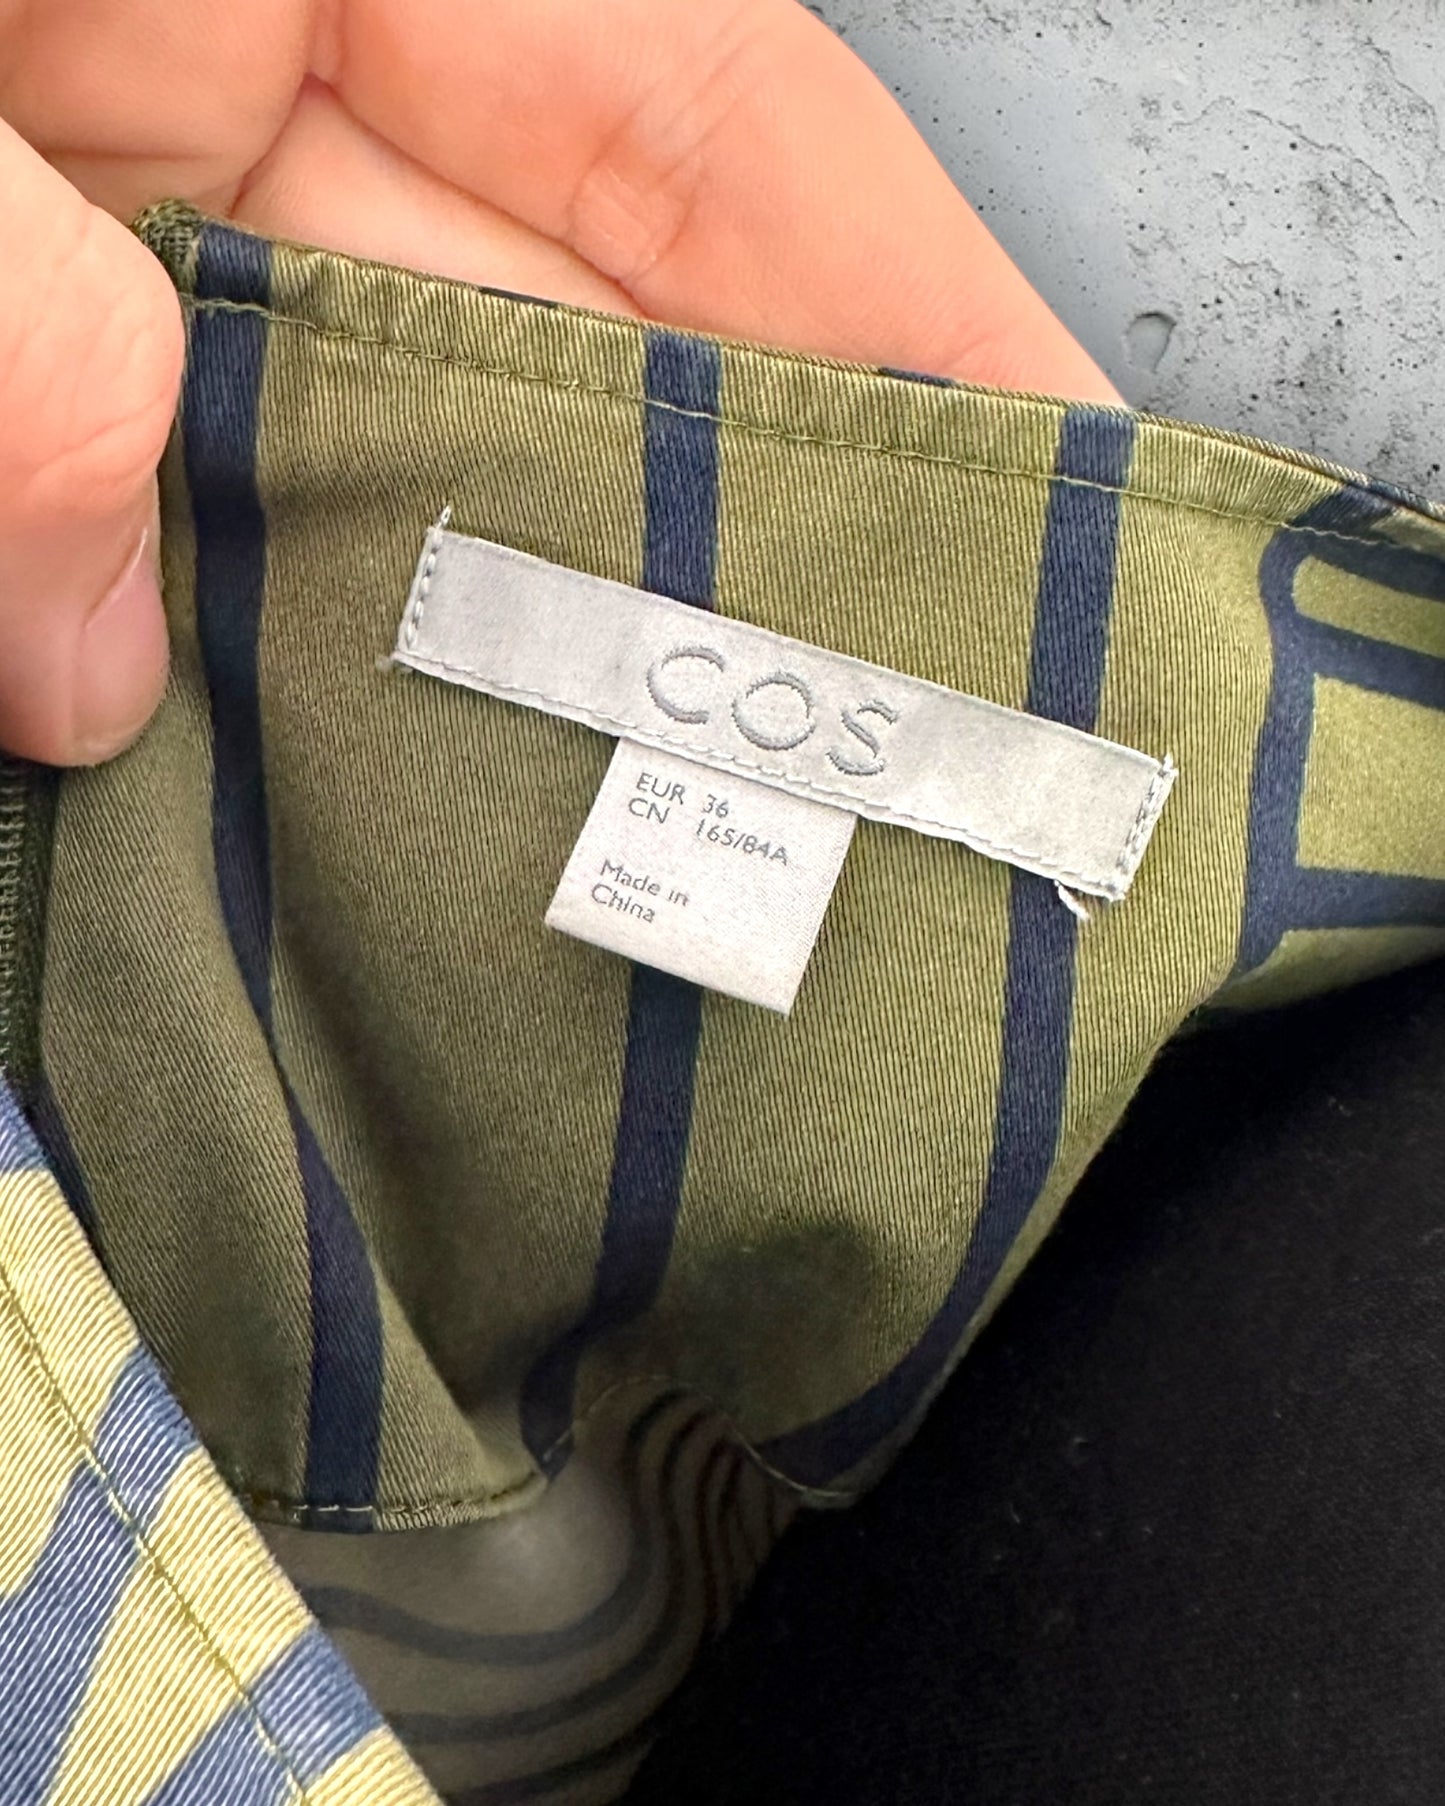 COS
EUR 36
CN 165/84A
Made in
China